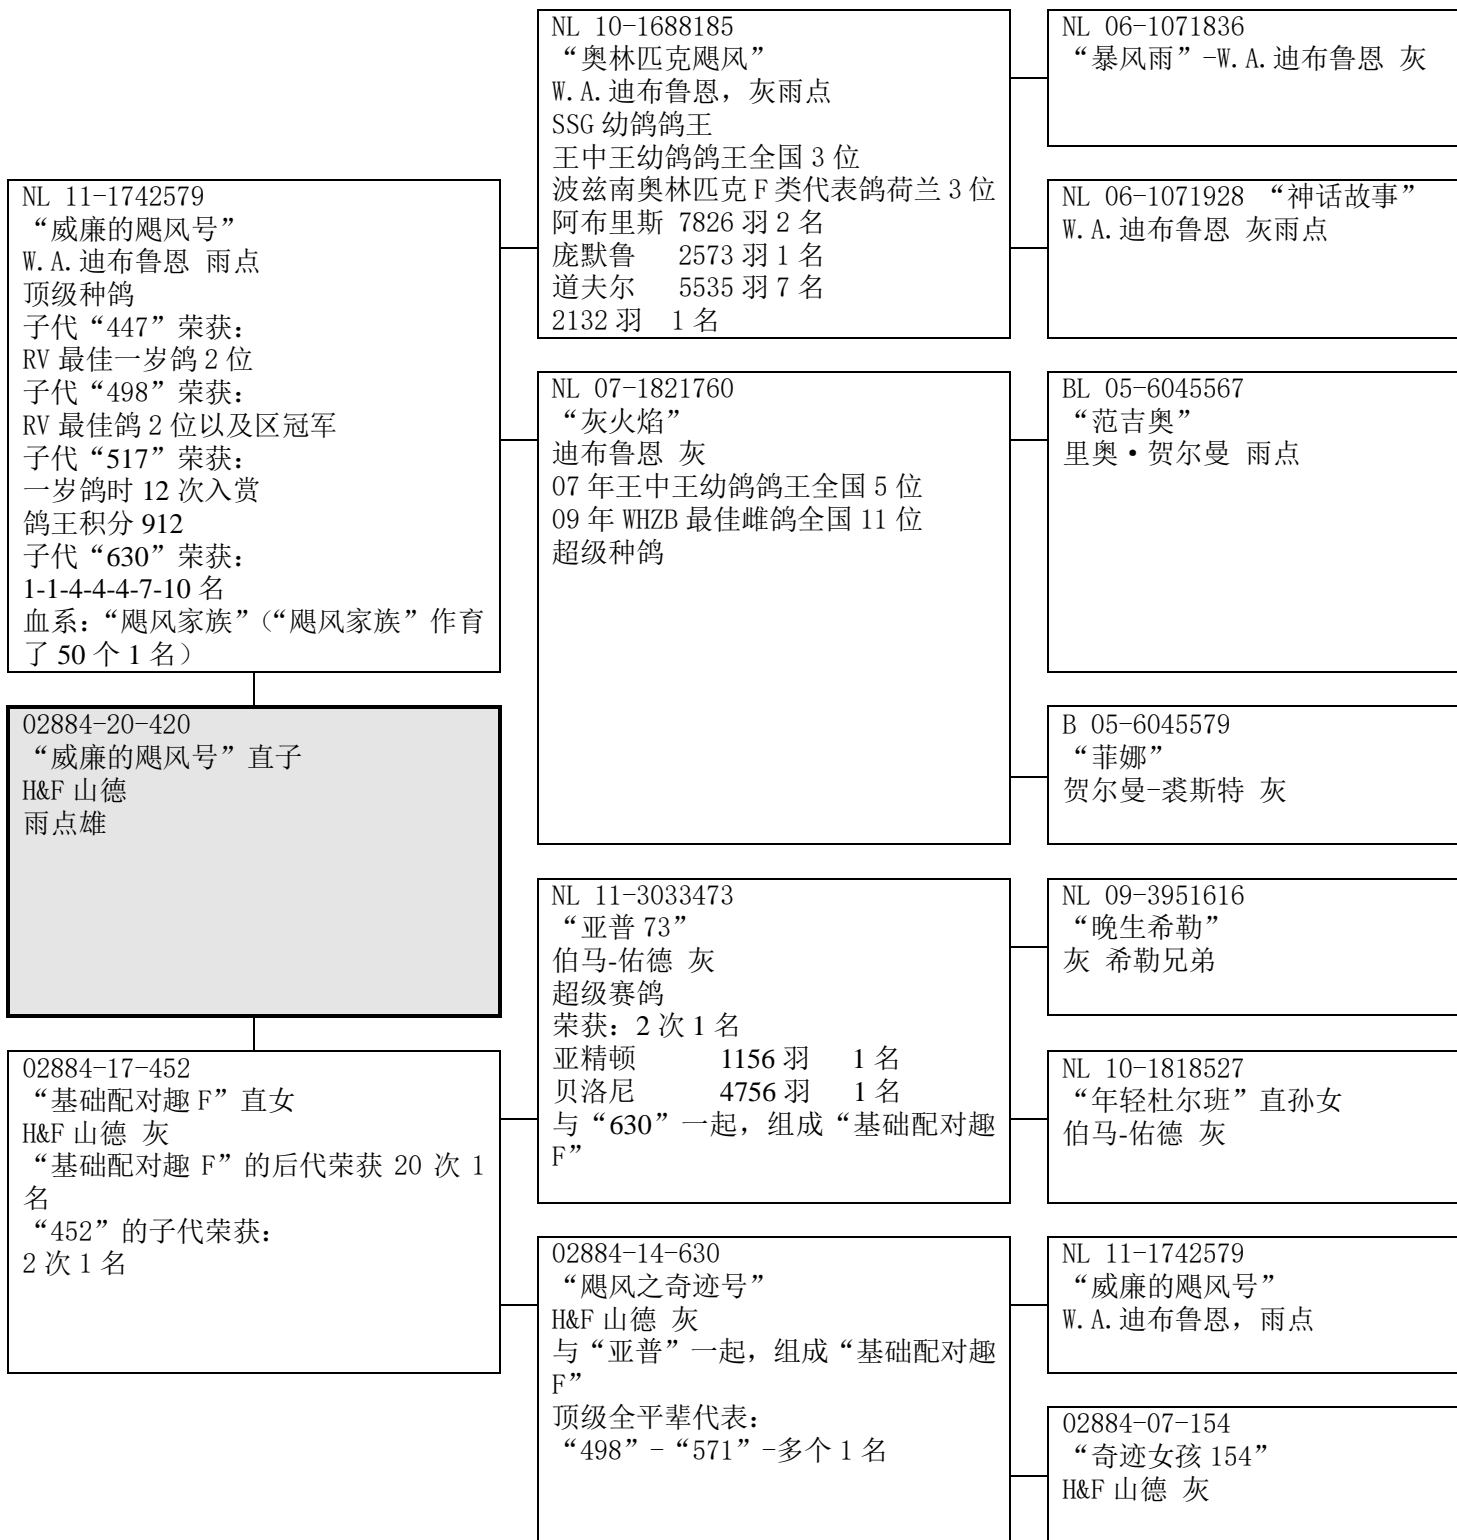 NL 11-1742579
“威廉的飓风号”
W.A.迪布鲁恩 雨点
顶级种鸽
子代“447”荣获：
RV 最佳一岁鸽 2 位
子代“498”荣获：
RV 最佳鸽 2 位以及区冠军
子代“517”荣获：
一岁鸽时 12 次入赏
鸽王积分 912
子代“630”荣获：
1-1-4-4-4-7-10 名
血系：“飓风家族”（“飓风家族”作育
了 50 个 1 名）
02884-20-420
“威廉的飓风号”直子
H&F 山德
雨点雄
02884-17-452
“基础配对趣 F”直女
H&F 山德 灰
“基础配对趣 F”的后代荣获 20 次 1
名
“452”的子代荣获：
2 次 1 名
NL 10-1688185
“奥林匹克飓风”
W.A.迪布鲁恩，灰雨点
SSG 幼鸽鸽王
王中王幼鸽鸽王全国 3 位
波兹南奥林匹克 F 类代表鸽荷兰 3 位
阿布里斯 7826 羽 2 名
庞默鲁 2573 羽 1 名
道夫尔 5535 羽 7 名
2132 羽 1 名
NL 07-1821760
“灰火焰”
迪布鲁恩 灰
07 年王中王幼鸽鸽王全国 5 位
09 年 WHZB 最佳雌鸽全国 11 位
超级种鸽
NL 11-3033473
“亚普 73”
伯马-佑德 灰
超级赛鸽
荣获：2 次 1 名
亚精顿 1156 羽 1 名
贝洛尼 4756 羽 1 名
与“630”一起，组成“基础配对趣
F”
02884-14-630
“飓风之奇迹号”
H&F 山德 灰
与“亚普”一起，组成“基础配对趣
F”
顶级全平辈代表：
“498”-“571”-多个 1 名
NL 06-1071836
“暴风雨”-W.A.迪布鲁恩 灰
NL 06-1071928 “神话故事”
W.A.迪布鲁恩 灰雨点
BL 05-6045567
“范吉奥”
里奥•贺尔曼 雨点
B 05-6045579
“菲娜”
贺尔曼-裘斯特 灰
NL 09-3951616
“晚生希勒”
灰 希勒兄弟
NL 10-1818527
“年轻杜尔班”直孙女
伯马-佑德 灰
NL 11-1742579
“威廉的飓风号”
W.A.迪布鲁恩，雨点
02884-07-154
“奇迹女孩 154”
H&F 山德 灰